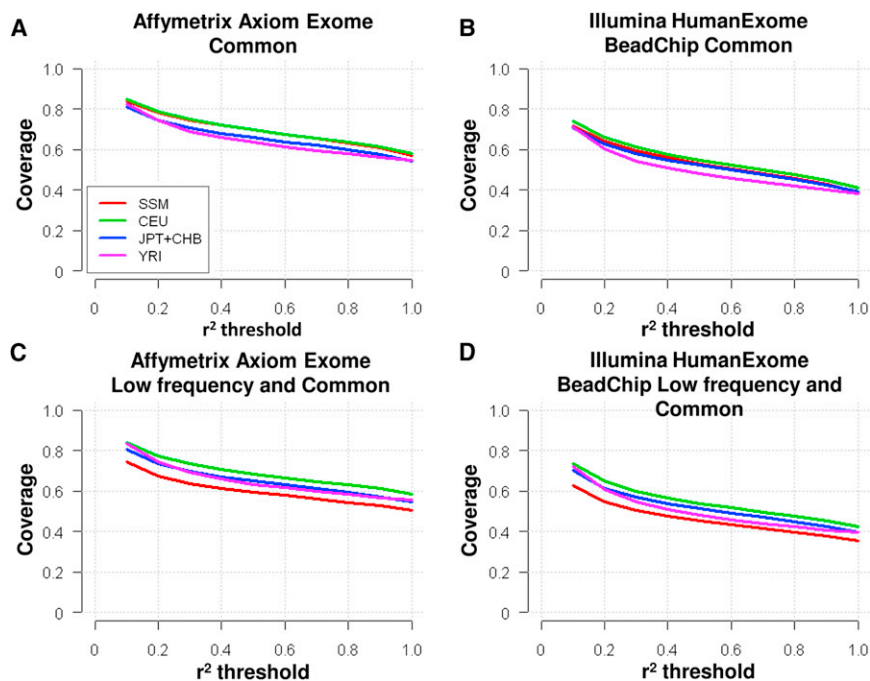 A
Affymetrix Axiom Exome
Common
Coverage
1.0
0.8
0.6
0.4
0.2
0
SSM
CEU
JPT+CHB
YRI
0 0.2 0.4 0.6 0.8 1.0
r² threshold
B
Illumina HumanExome
BeadChip Common
Coverage
1.0
0.8
0.6
0.4
0.2
0
0 0.2 0.4 0.6 0.8 1.0
r² threshold
C
Affymetrix Axiom Exome
Low frequency and Common
Coverage
1.0
0.8
0.6
0.4
0.2
0
0 0.2 0.4 0.6 0.8 1.0
r² threshold
D
Illumina HumanExome
BeadChip Low frequency and
Common
Coverage
1.0
0.8
0.6
0.4
0.2
0
0 0.2 0.4 0.6 0.8 1.0
r² threshold